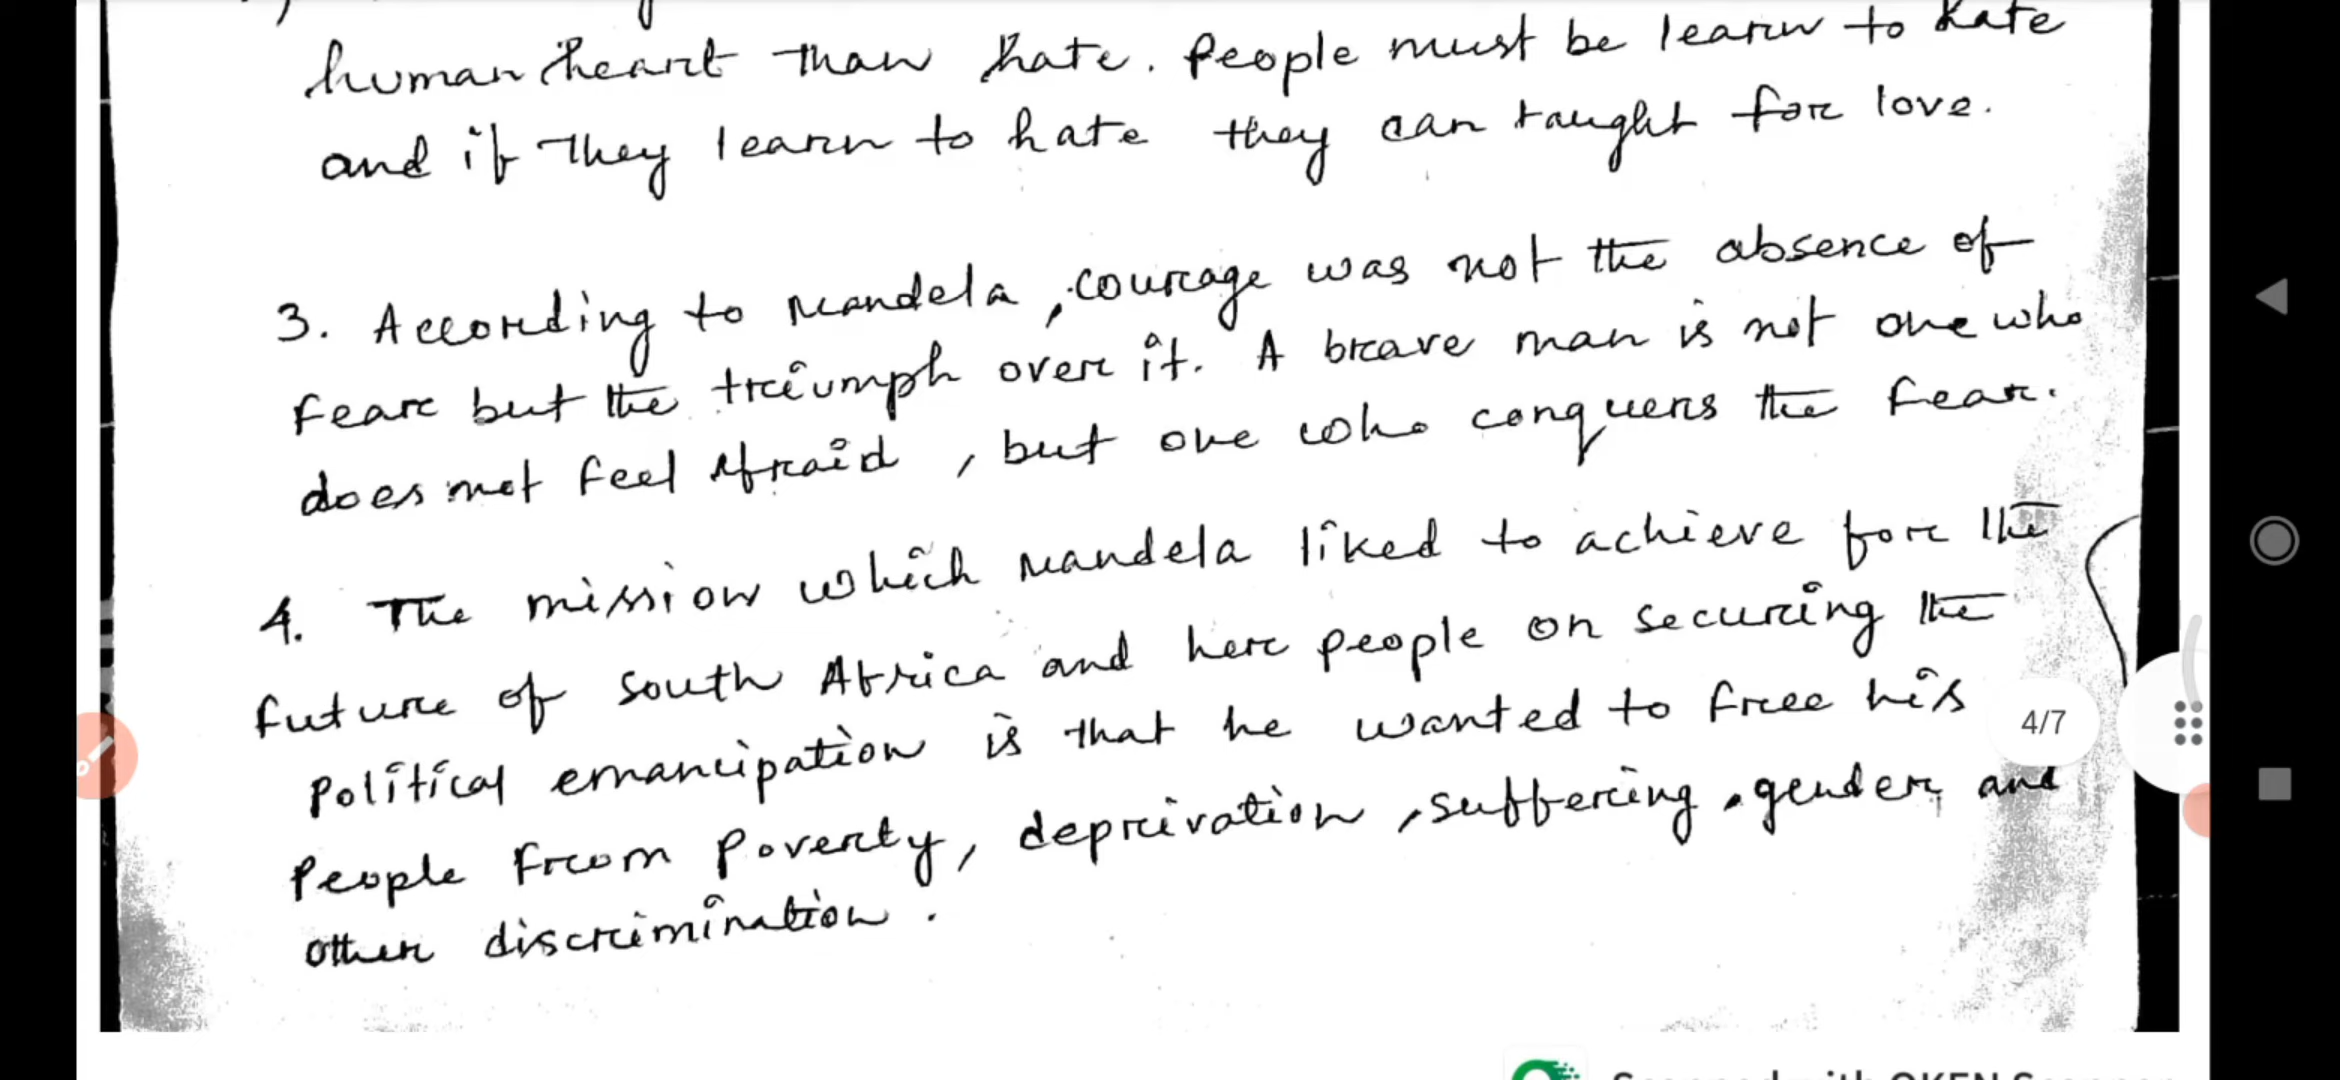 human heart than hate. People must be learn to hate
and if they learn to hate they can taught for love.
3. According to Mandela, courage was not the absence of
fear but the triumph over it. A brave man is not one who
does not feel afraid, but one who conquers the fear.
4. The mission which Mandela liked to achieve for the
future of South Africa and her people on securing the
political emancipation is that he wanted to free his
people from poverty, deprivation, suffering, gender and
other discrimination.
4/7